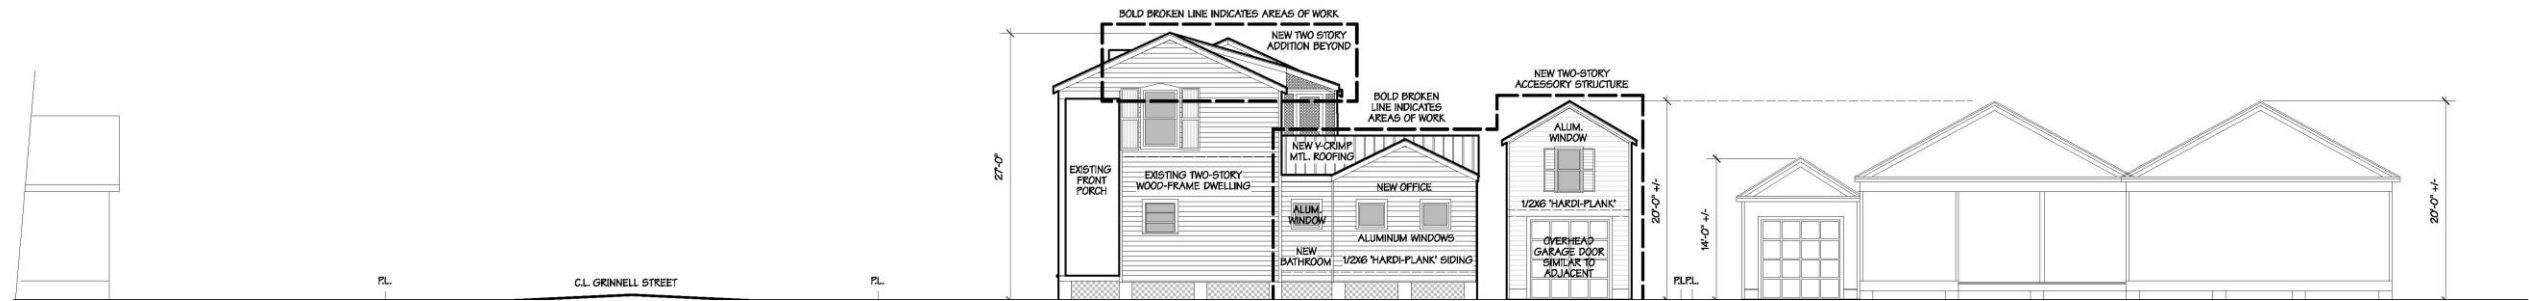 BOLD BROKEN LINE INDICATES AREAS OF WORK
NEW TWO STORY
ADDITION BEYOND
27'-0"
EXISTING
FRONT
PORCH
EXISTING TWO-STORY
WOOD-FRAME DWELLING
BOLD BROKEN
LINE INDICATES
AREAS OF WORK
NEW V-CRIMP
MTL. ROOFING
NEW OFFICE
ALUM.
WINDOW
ALUMINUM WINDOWS
NEW
BATHROOM
1/2X6 'HARDI-PLANK' SIDING
NEW TWO-STORY
ACCESSORY STRUCTURE
ALUM.
WINDOW
1/2X6 'HARDI-PLANK'
OVERHEAD
GARAGE DOOR
SIMILAR TO
ADJACENT
20'-0" +/-
14'-0" +/-
20'-0" +/-
P.L.
C.L. GRINNELL STREET
P.L.
P.L.
P.L.